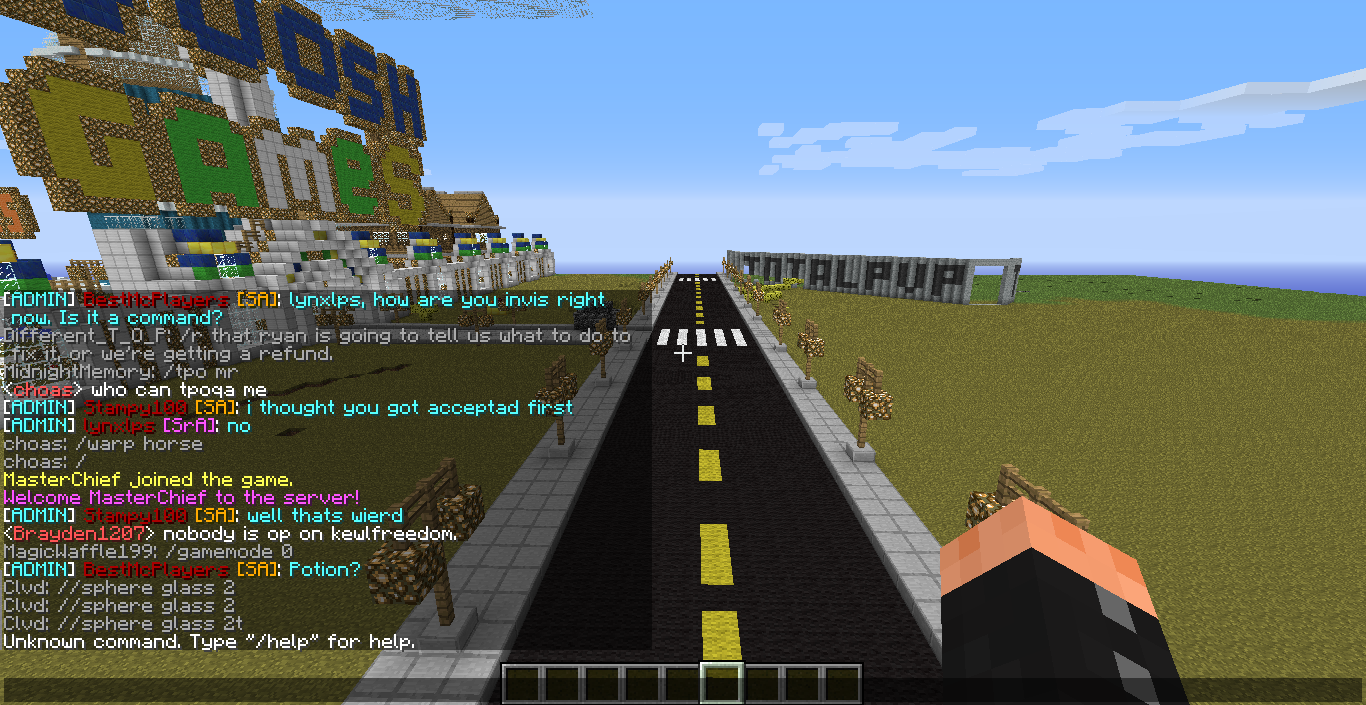 OSH
Games
TOTALPVP
[ADMIN] BestMcPlayers [SA]: lynxlps, how are you invis right
now. Is it a command?
Different_T_O_P: /r that ryan is going to tell us what to do to
fix it, or we're getting a refund.
MidnightMemory: /tpo mr
<choas> who can tpoqa me
[ADMIN] Stampy100 [SA]: i thought you got acceptad first
[ADMIN] lynxlps [SrA]: no
choas: /warp horse
choas: /
MasterChief joined the game.
Welcome MasterChief to the server!
[ADMIN] Stampy100 [SA]: well thats wierd
<Brayden1207> nobody is op on kewlfreedom.
MagicWaffle199: /gamemode 0
[ADMIN] BestMcPlayers [SA]: Potion?
Clvd: //sphere glass 2
Clvd: //sphere glass 2
Clvd: //sphere glass 2t
Unknown command. Type "/help" for help.